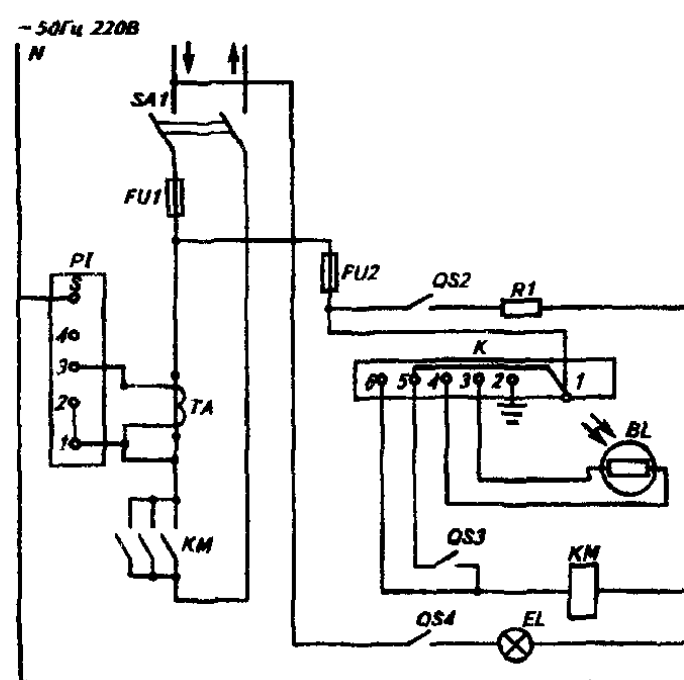 ~50Гц 220В
N
SA1
FU1
PI
5
FU2
QS2
R1
4
3
2
1
TA
K
6 5 4 3 2 1
BL
KM
QS3
KM
QS4
EL